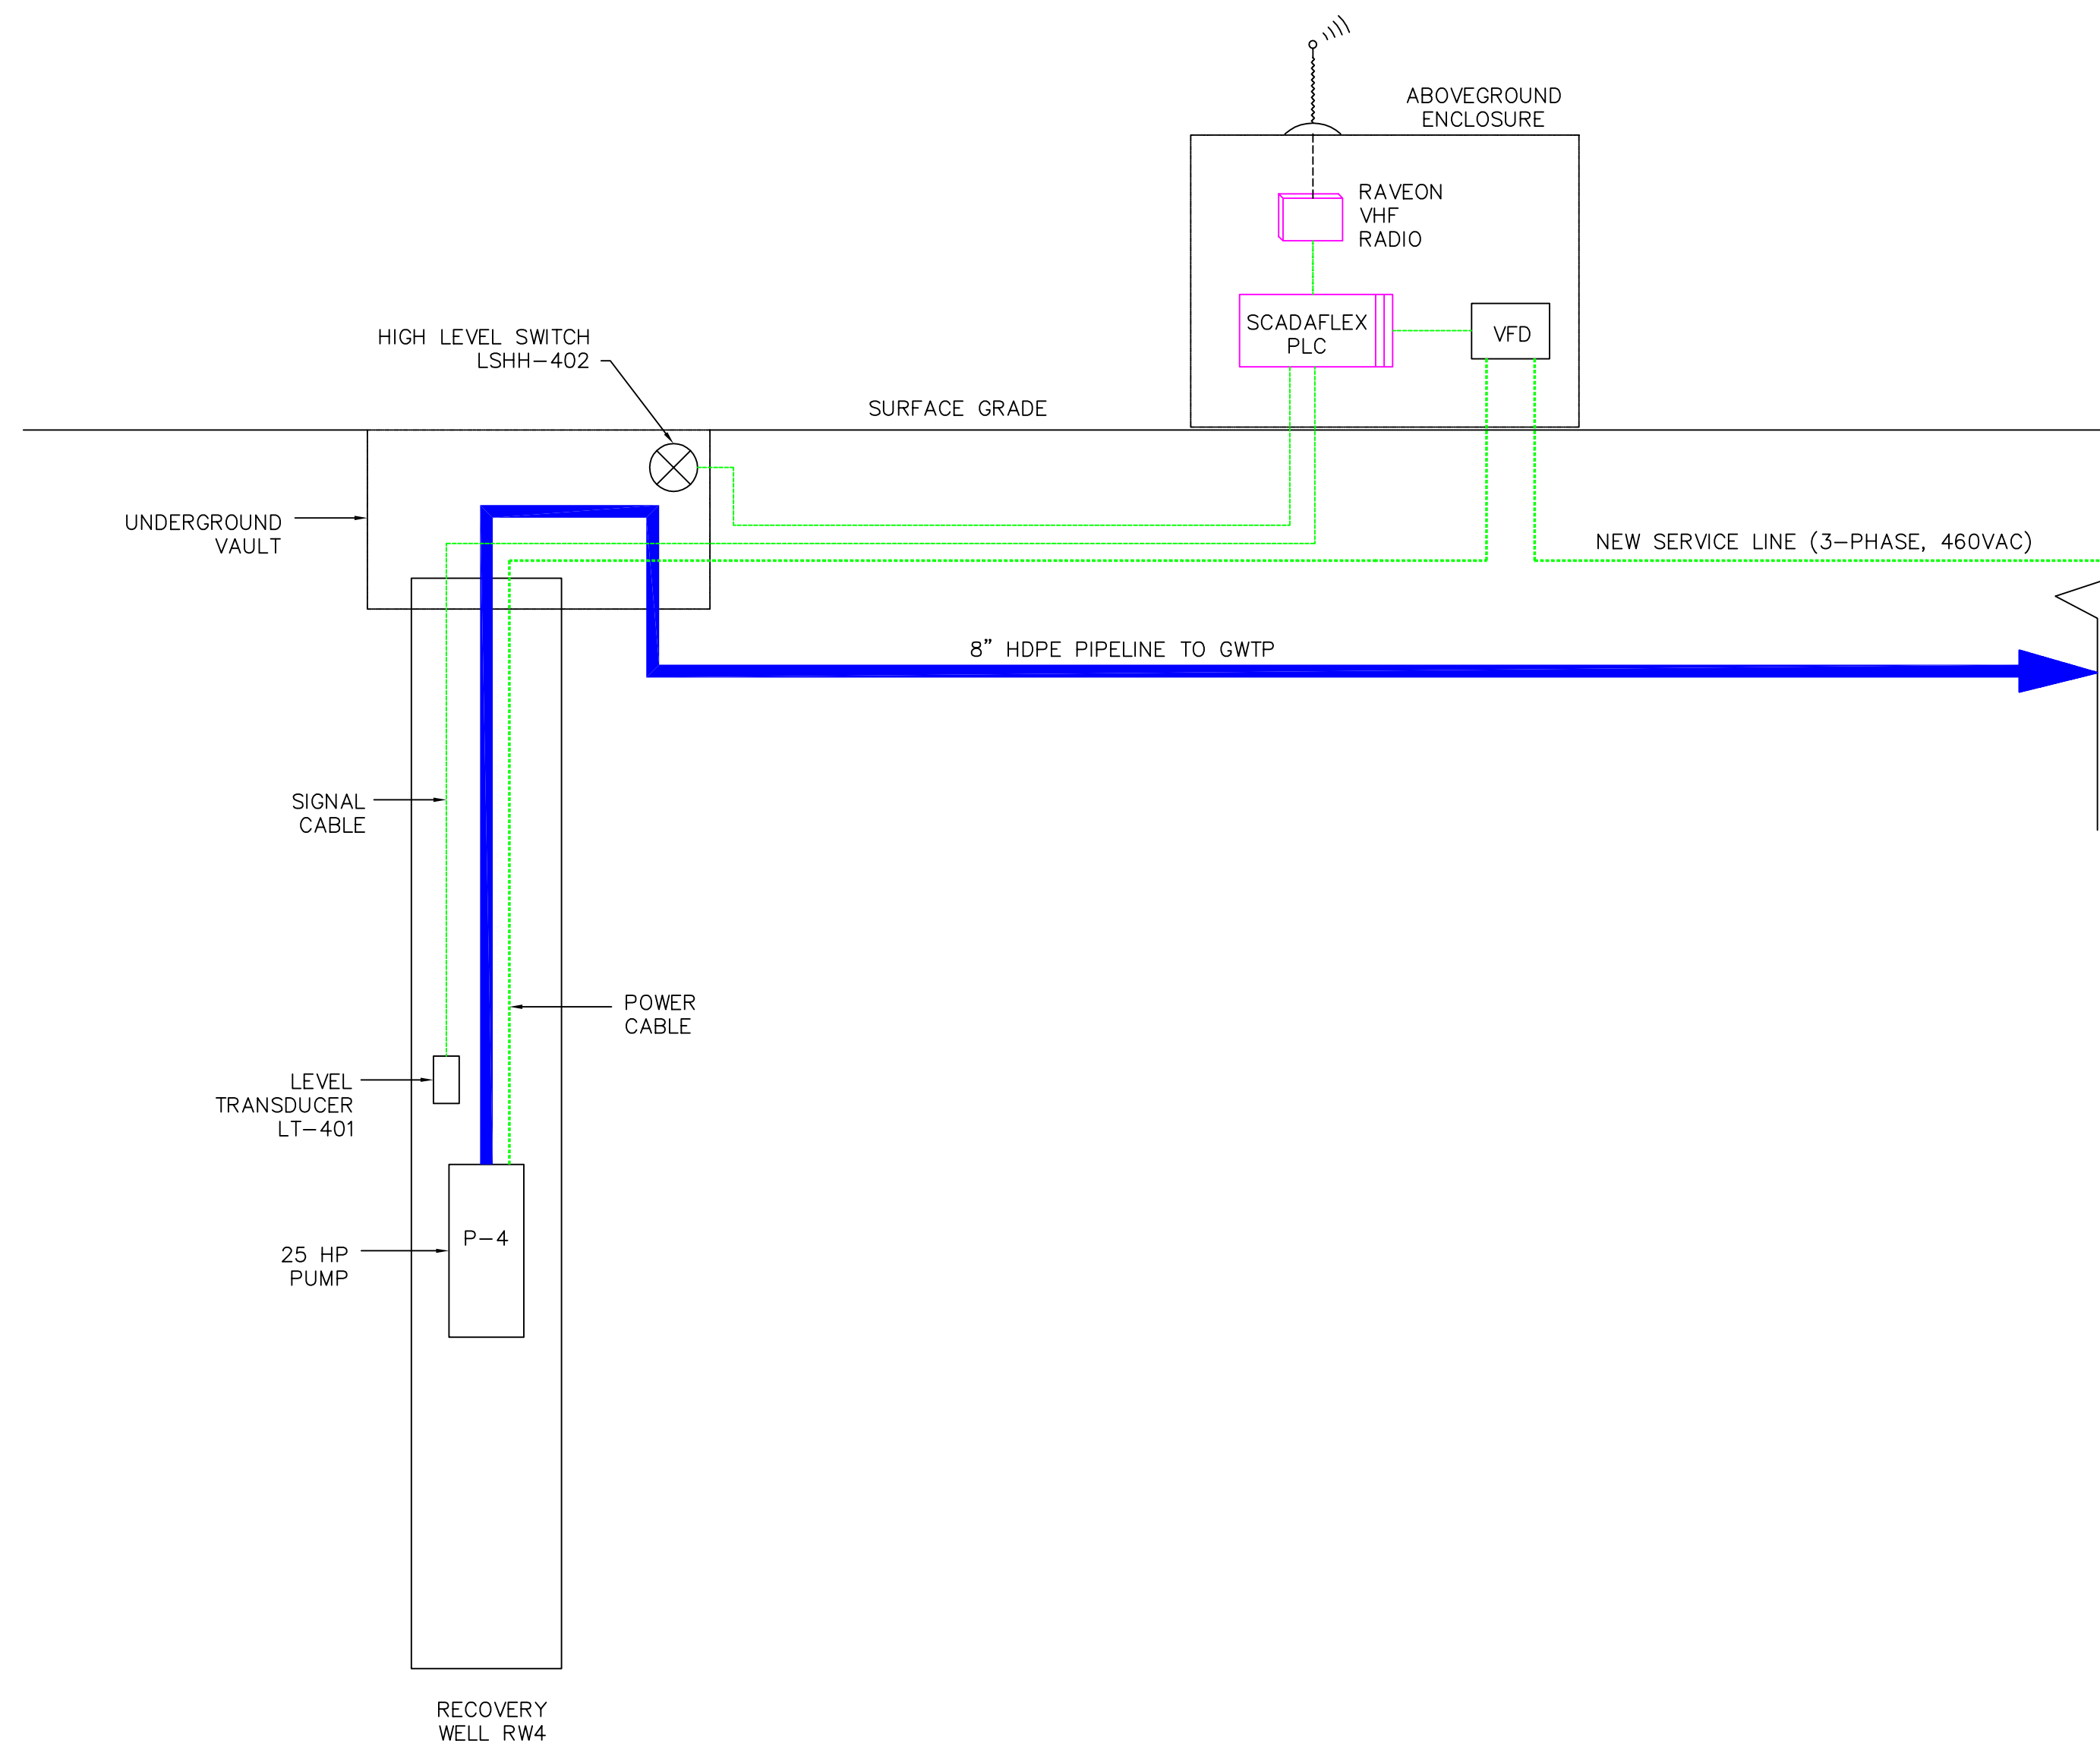 ABOVEGROUND
ENCLOSURE
RAVEON
VHF
RADIO
SCADAFLEX
PLC
VFD
HIGH LEVEL SWITCH
LSHH-402
SURFACE GRADE
UNDERGROUND
VAULT
NEW SERVICE LINE (3-PHASE, 460VAC)
8" HDPE PIPELINE TO GWTP
SIGNAL
CABLE
POWER
CABLE
LEVEL
TRANSDUCER
LT-401
P-4
25 HP
PUMP
RECOVERY
WELL RW4